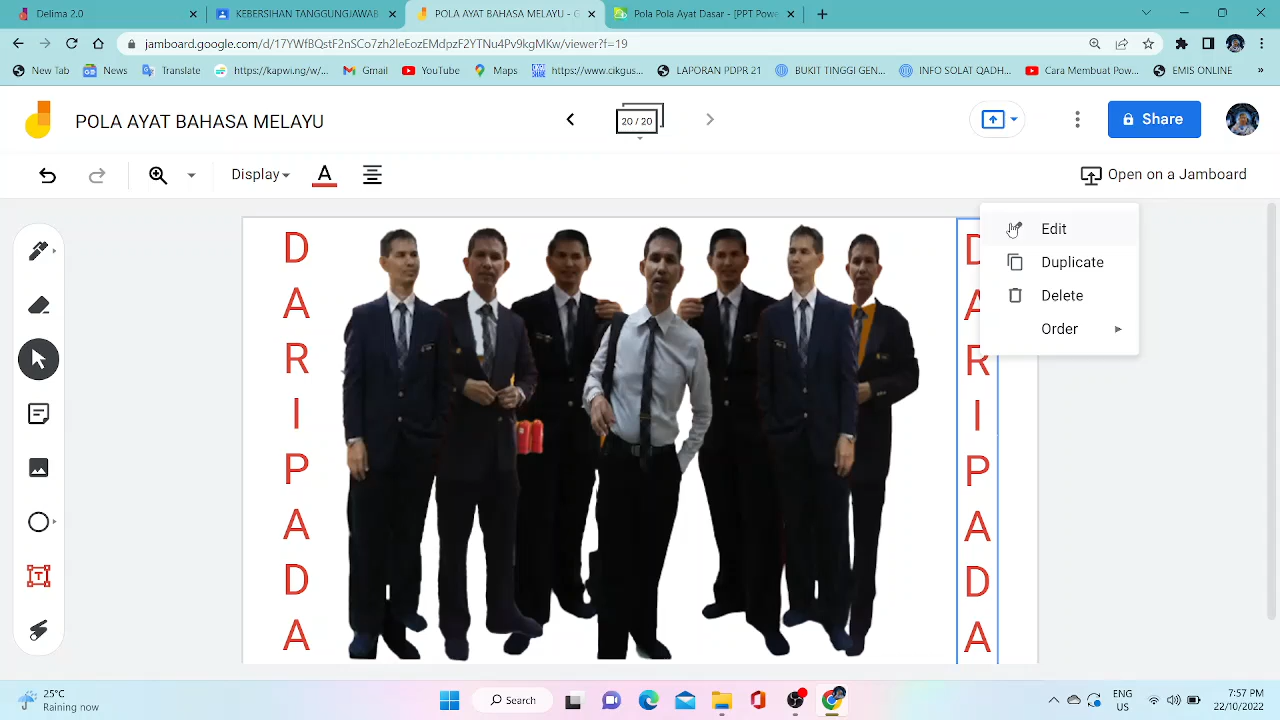 Delima 2.0
KEBERSIHAN TANGGUNGJAWAB
POLA AYAT BAHASA MELAYU - G
Pola Pola Ayat Dasar - [PPT Powe
jamboard.google.com/d/17YWfBQstF2nSCo7zh2IeEozEMdpzF2YTNu4Pv9kgMKw/viewer?f=19
New Tab
News
Translate
https://kapwi.ng/w/...
Gmail
YouTube
Maps
https://www.cikgus...
LAPORAN PDPR 21
BUKIT TINGGI GEN...
INFO SOLAT QADH...
Cara Membuat Pow...
EMIS ONLINE
»
POLA AYAT BAHASA MELAYU
20 / 20
Share
Display
A
Open on a Jamboard
Edit
Duplicate
Delete
Order
D
A
R
I
P
A
D
A
D
A
R
I
P
A
D
A
T
25°C
Raining now
Search
ENG
US
7:57 PM
22/10/2022